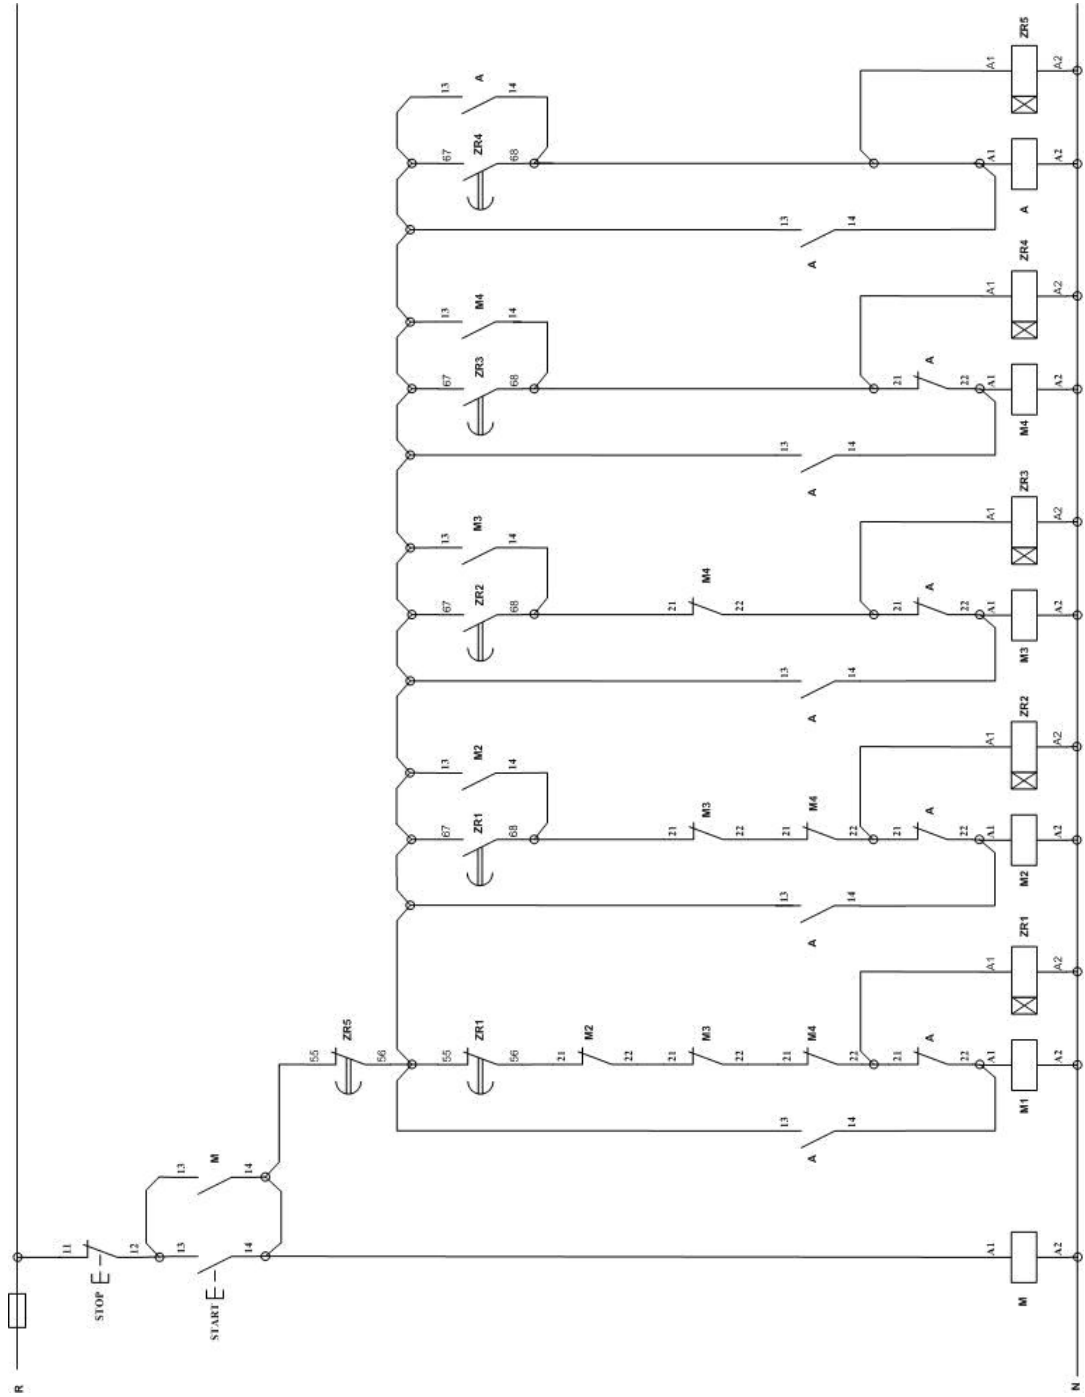 R
11
STOP
12
13 13
START M
14 14
55
ZR5
56
55 67 13 67 13 67 13 67 13
ZR1 ZR1 M2 ZR2 M3 ZR3 M4 ZR4 A
56 68 14 68 14 68 14 68 14
21
M2
22
21 21 21
M3 M3 M4
22 22 22
13 21 13 21 13 13 13
A M4 A M4 A A A
14 22 14 22 14 14 14
21 21 21 21
A A A A
22 22 22 22
A1 A1 A1 A1 A1 A1 A1 A1 A1 A1 A1
M M1 ZR1 M2 ZR2 M3 ZR3 M4 ZR4 A ZR5
A2 A2 A2 A2 A2 A2 A2 A2 A2 A2 A2
N